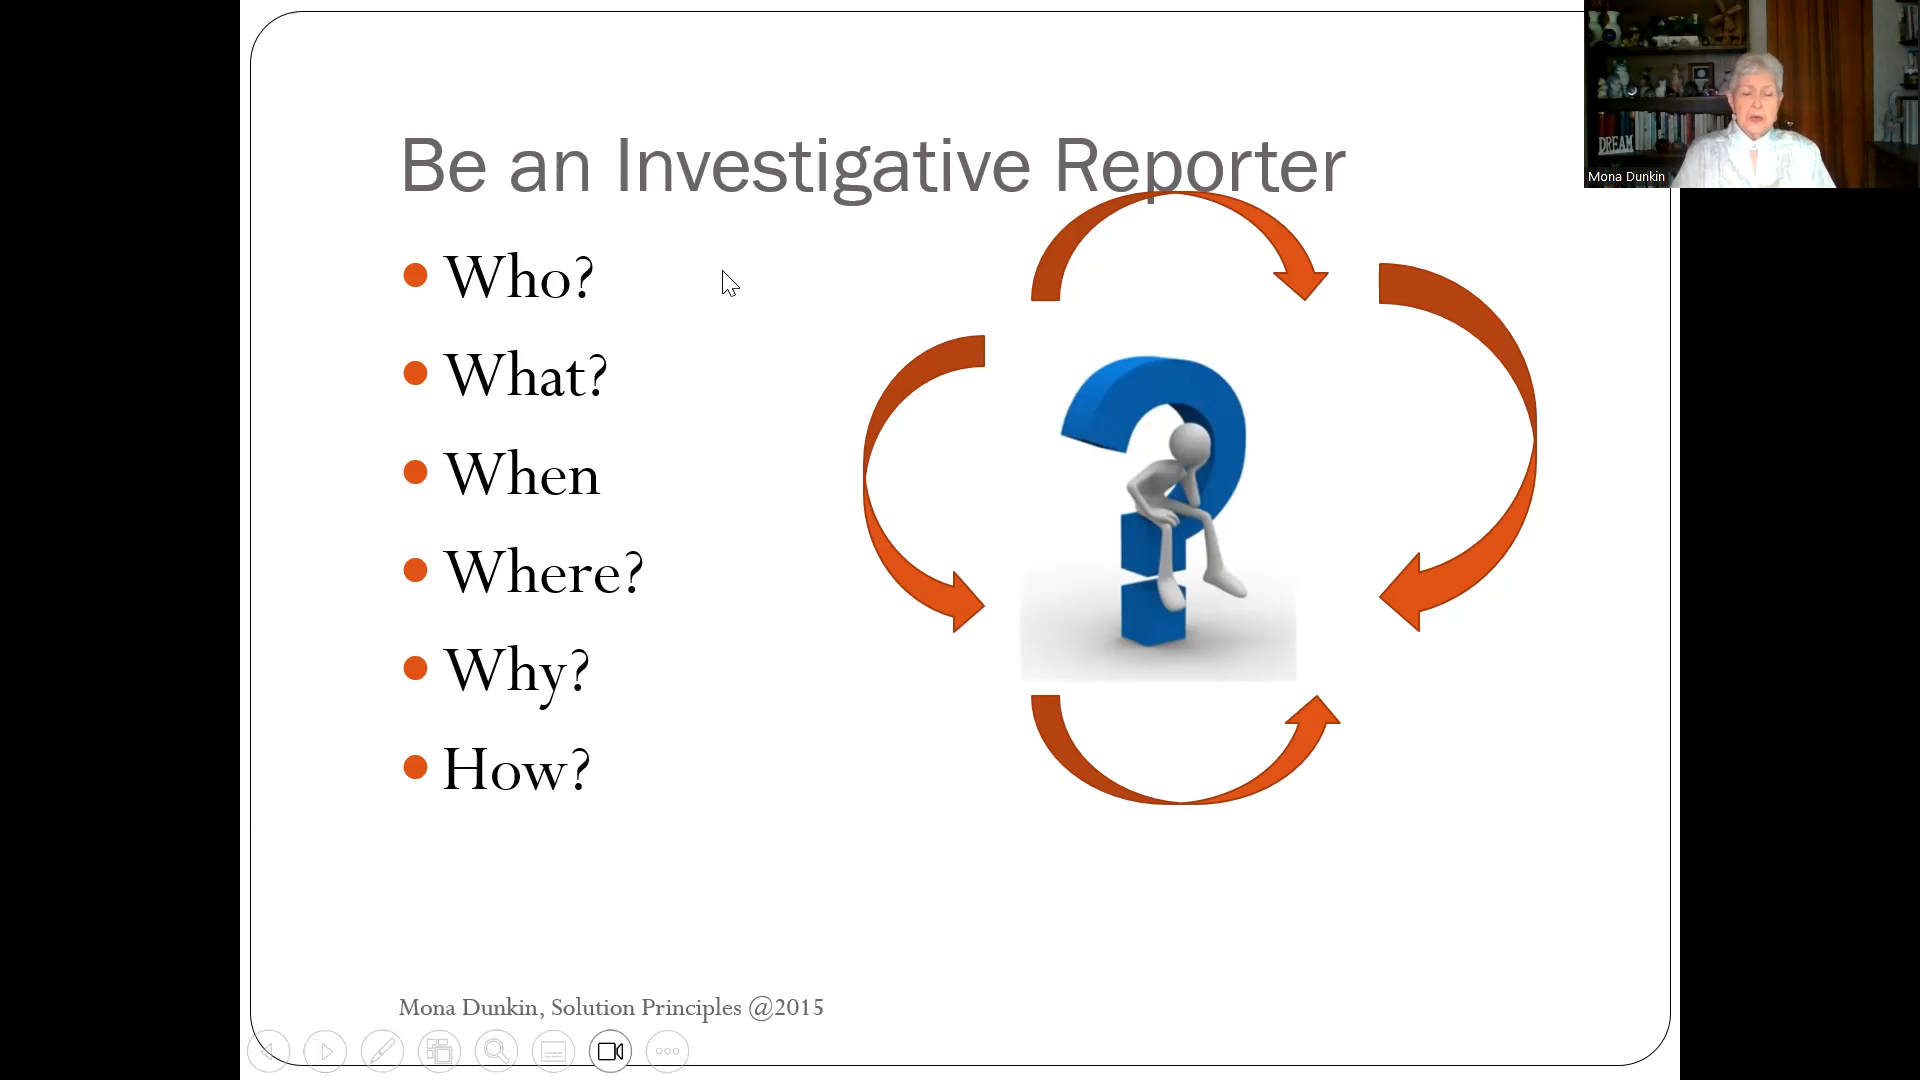 Be an Investigative Reporter
Who?
What?
When
Where?
Why?
How?
Mona Dunkin, Solution Principles @2015
DREAM
Mona Dunkin